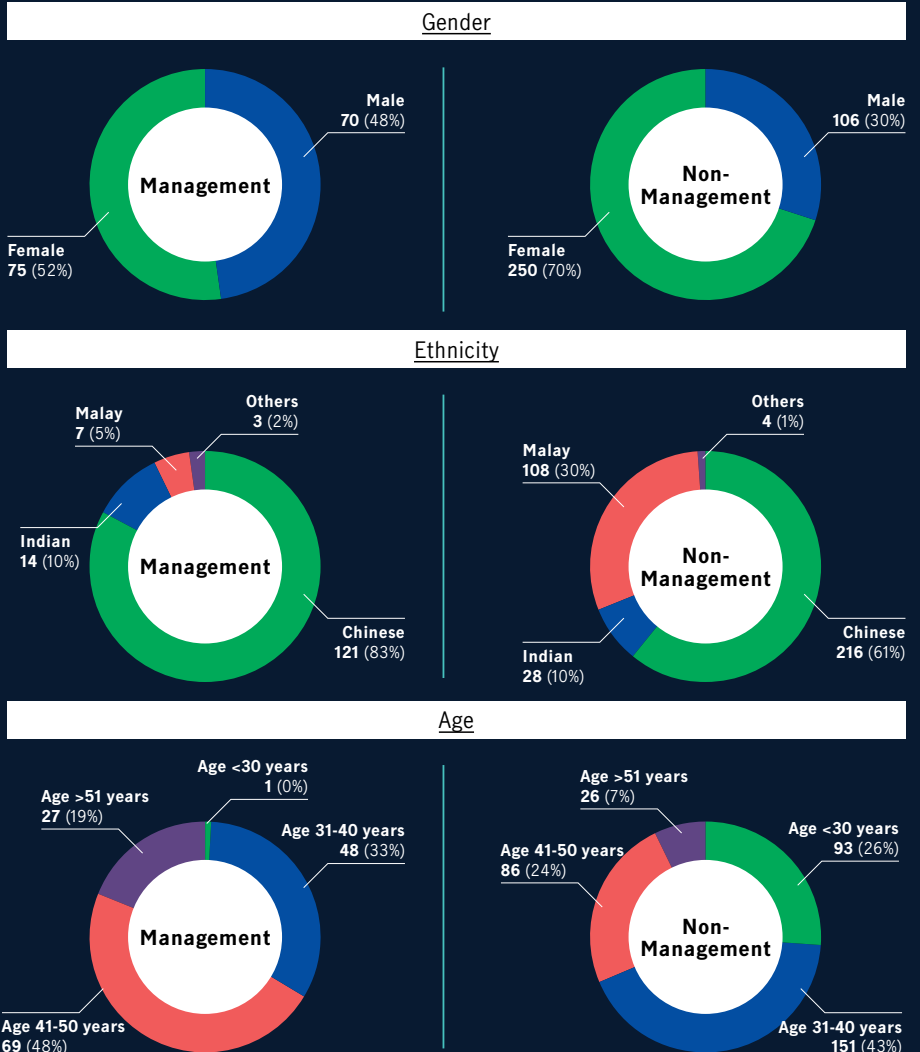 Gender
Male
70 (48%)
Management
Female
75 (52%)
Male
106 (30%)
Non-
Management
Female
250 (70%)
Ethnicity
Others
3 (2%)
Malay
7 (5%)
Indian
14 (10%)
Management
Chinese
121 (83%)
Others
4 (1%)
Malay
108 (30%)
Non-
Management
Indian
28 (10%)
Chinese
216 (61%)
Age
Age <30 years
1 (0%)
Age >51 years
27 (19%)
Age 31-40 years
48 (33%)
Management
Age 41-50 years
69 (48%)
Age >51 years
26 (7%)
Age <30 years
93 (26%)
Age 41-50 years
86 (24%)
Non-
Management
Age 31-40 years
151 (43%)